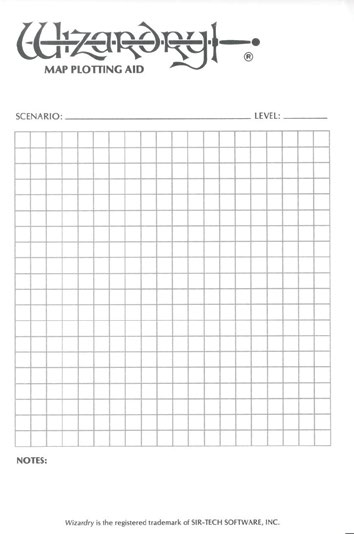 Wizardry
®
MAP PLOTTING AID
SCENARIO: LEVEL:
NOTES:
Wizardry is the registered trademark of SIR-TECH SOFTWARE, INC.